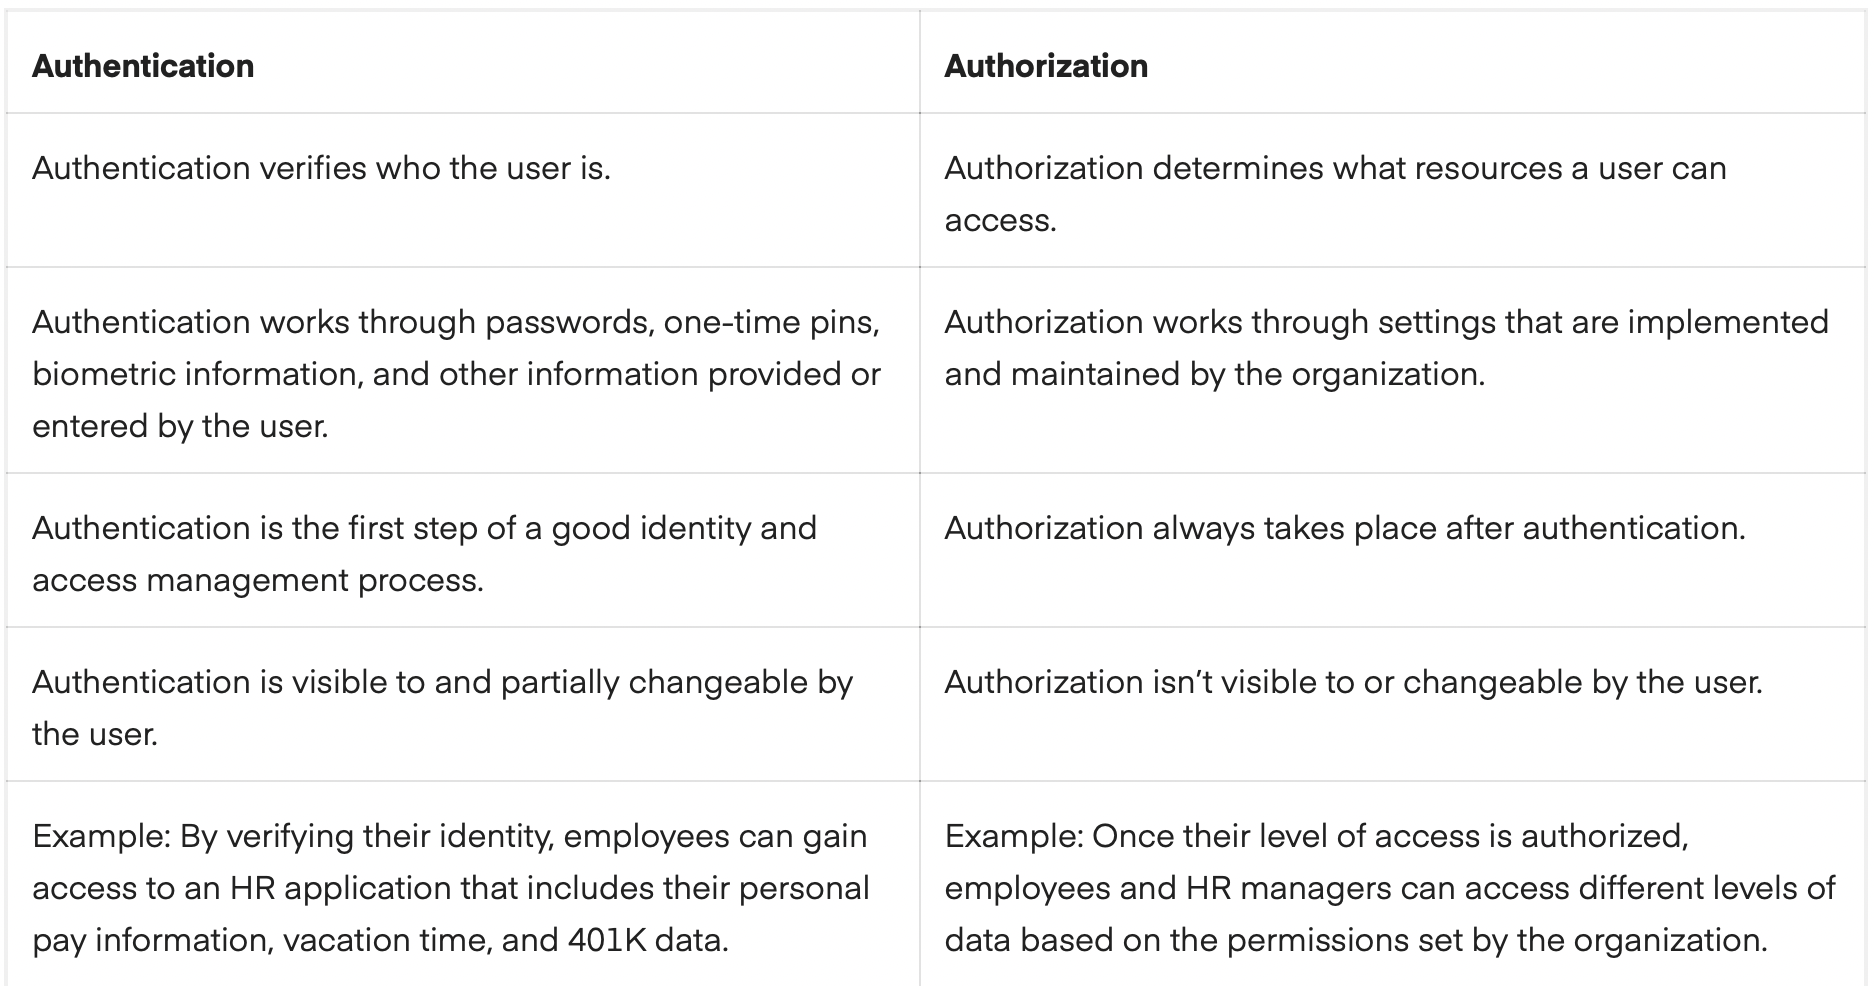 Authentication
Authorization
Authentication verifies who the user is.
Authorization determines what resources a user can
access.
Authentication works through passwords, one-time pins,
biometric information, and other information provided or
entered by the user.
Authorization works through settings that are implemented
and maintained by the organization.
Authentication is the first step of a good identity and
access management process.
Authorization always takes place after authentication.
Authentication is visible to and partially changeable by
the user.
Authorization isn’t visible to or changeable by the user.
Example: By verifying their identity, employees can gain
access to an HR application that includes their personal
pay information, vacation time, and 401K data.
Example: Once their level of access is authorized,
employees and HR managers can access different levels of
data based on the permissions set by the organization.